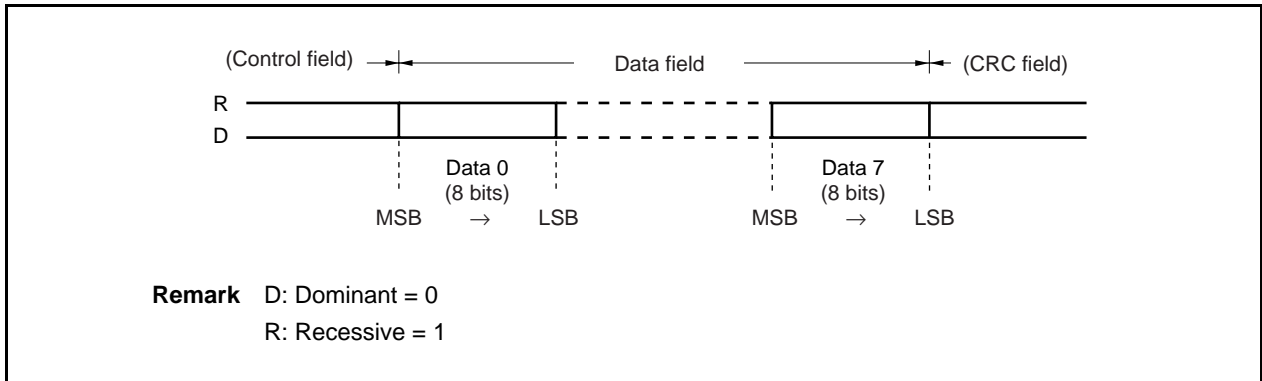 (Control field) Data field (CRC field)
R
D
Data 0 Data 7
(8 bits) (8 bits)
MSB → LSB MSB → LSB
Remark D: Dominant = 0
R: Recessive = 1